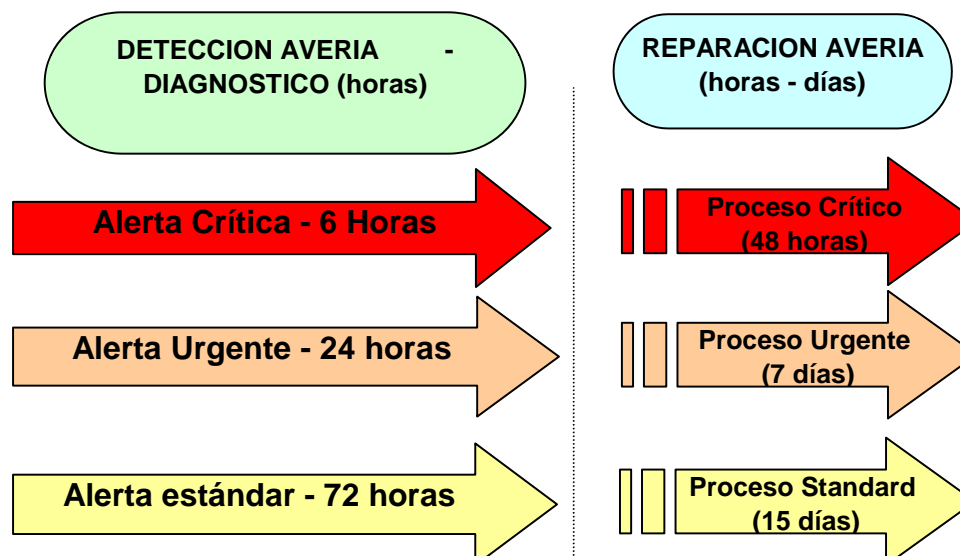 DETECCION AVERIA -
DIAGNOSTICO (horas)
REPARACION AVERIA
(horas - días)
Alerta Crítica - 6 Horas
Proceso Crítico
(48 horas)
Alerta Urgente - 24 horas
Proceso Urgente
(7 días)
Alerta estándar - 72 horas
Proceso Standard
(15 días)